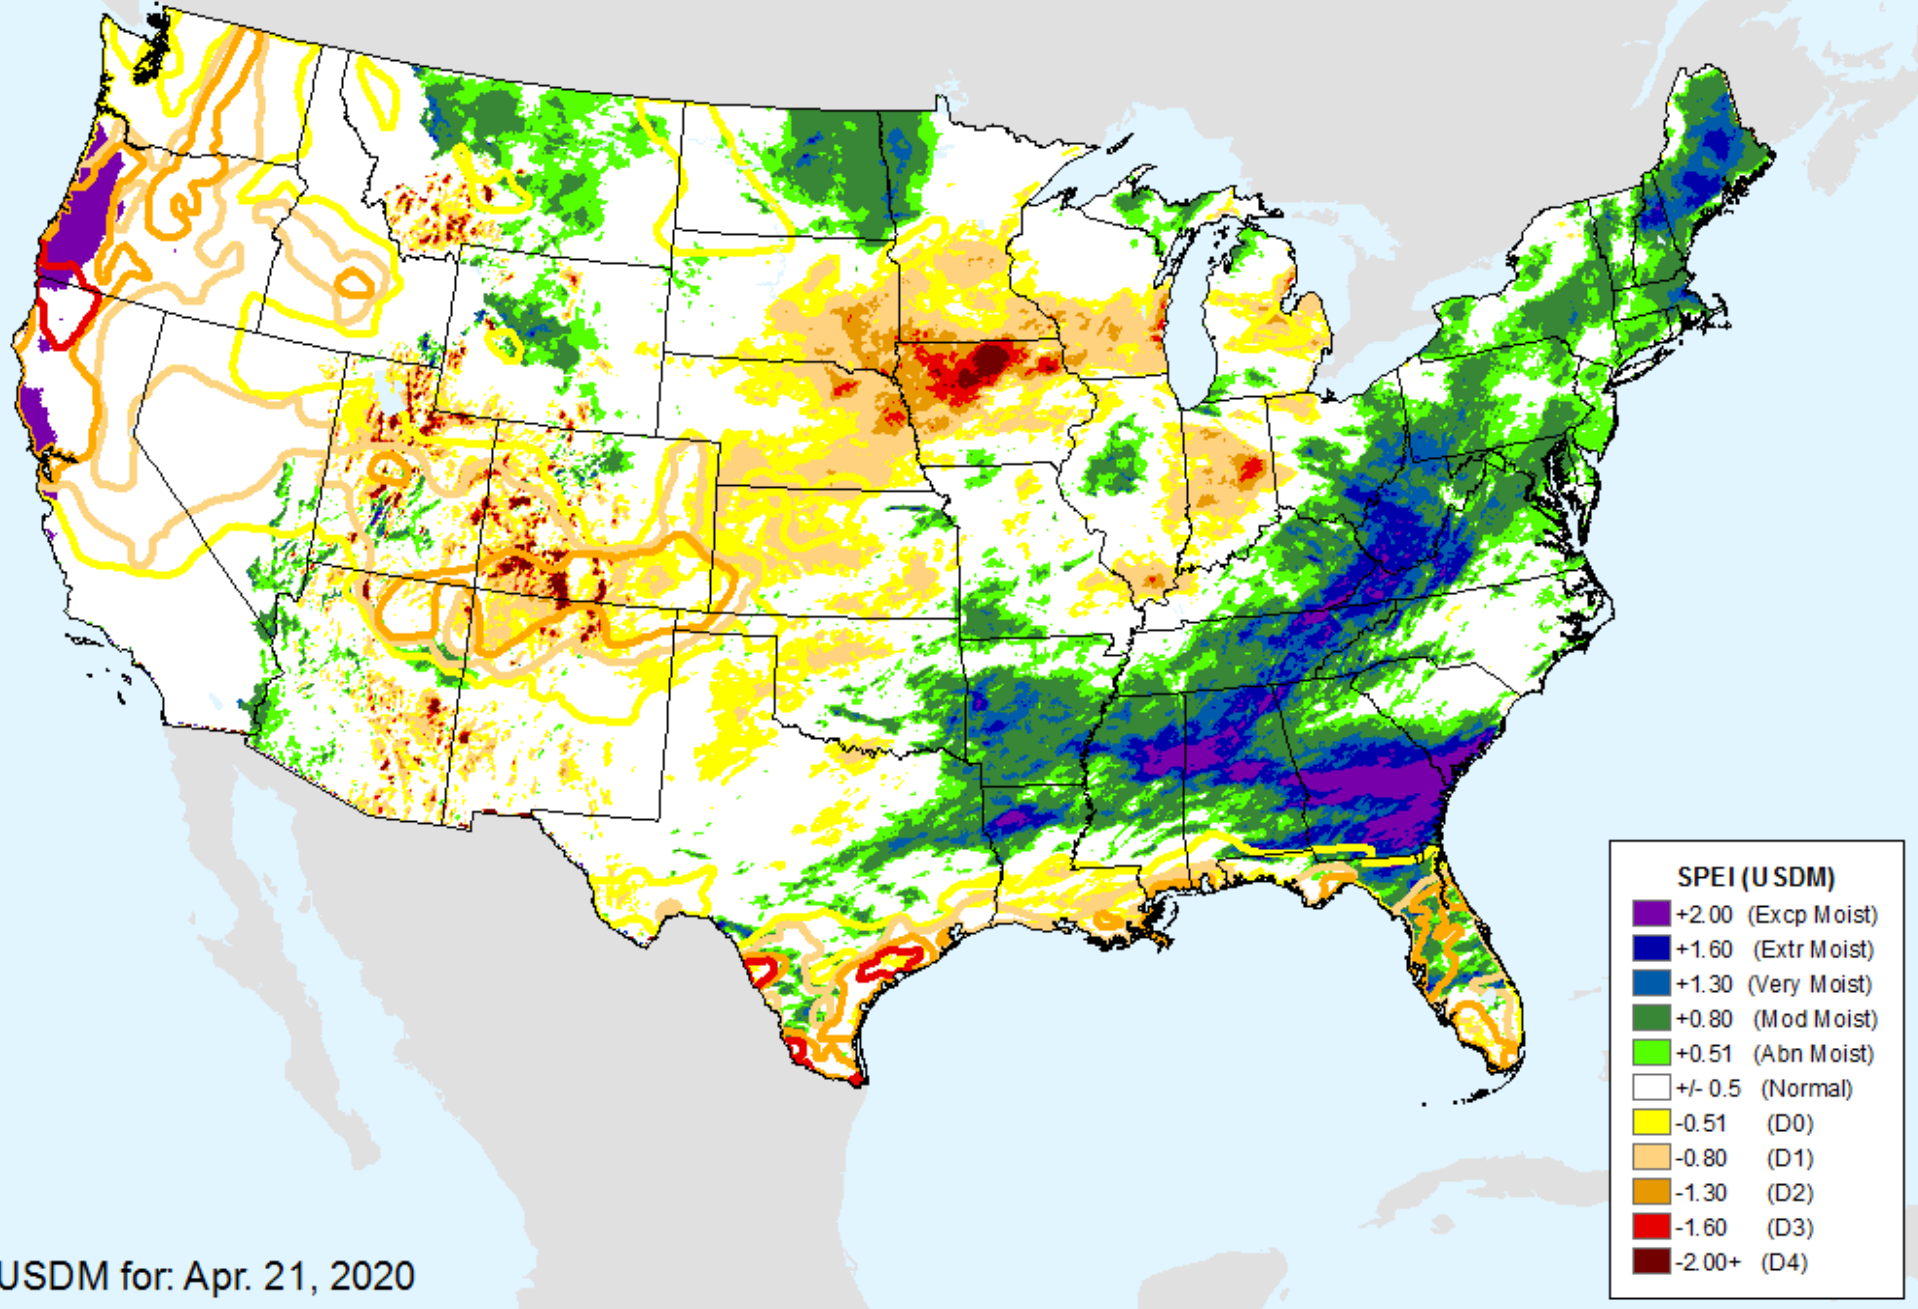 SPEI (USDM)
+2.00 (Excp Moist)
+1.60 (Extr Moist)
+1.30 (Very Moist)
+0.80 (Mod Moist)
+0.51 (Abn Moist)
+/- 0.5 (Normal)
-0.51 (D0)
-0.80 (D1)
-1.30 (D2)
-1.60 (D3)
-2.00+ (D4)
USDM for: Apr. 21, 2020